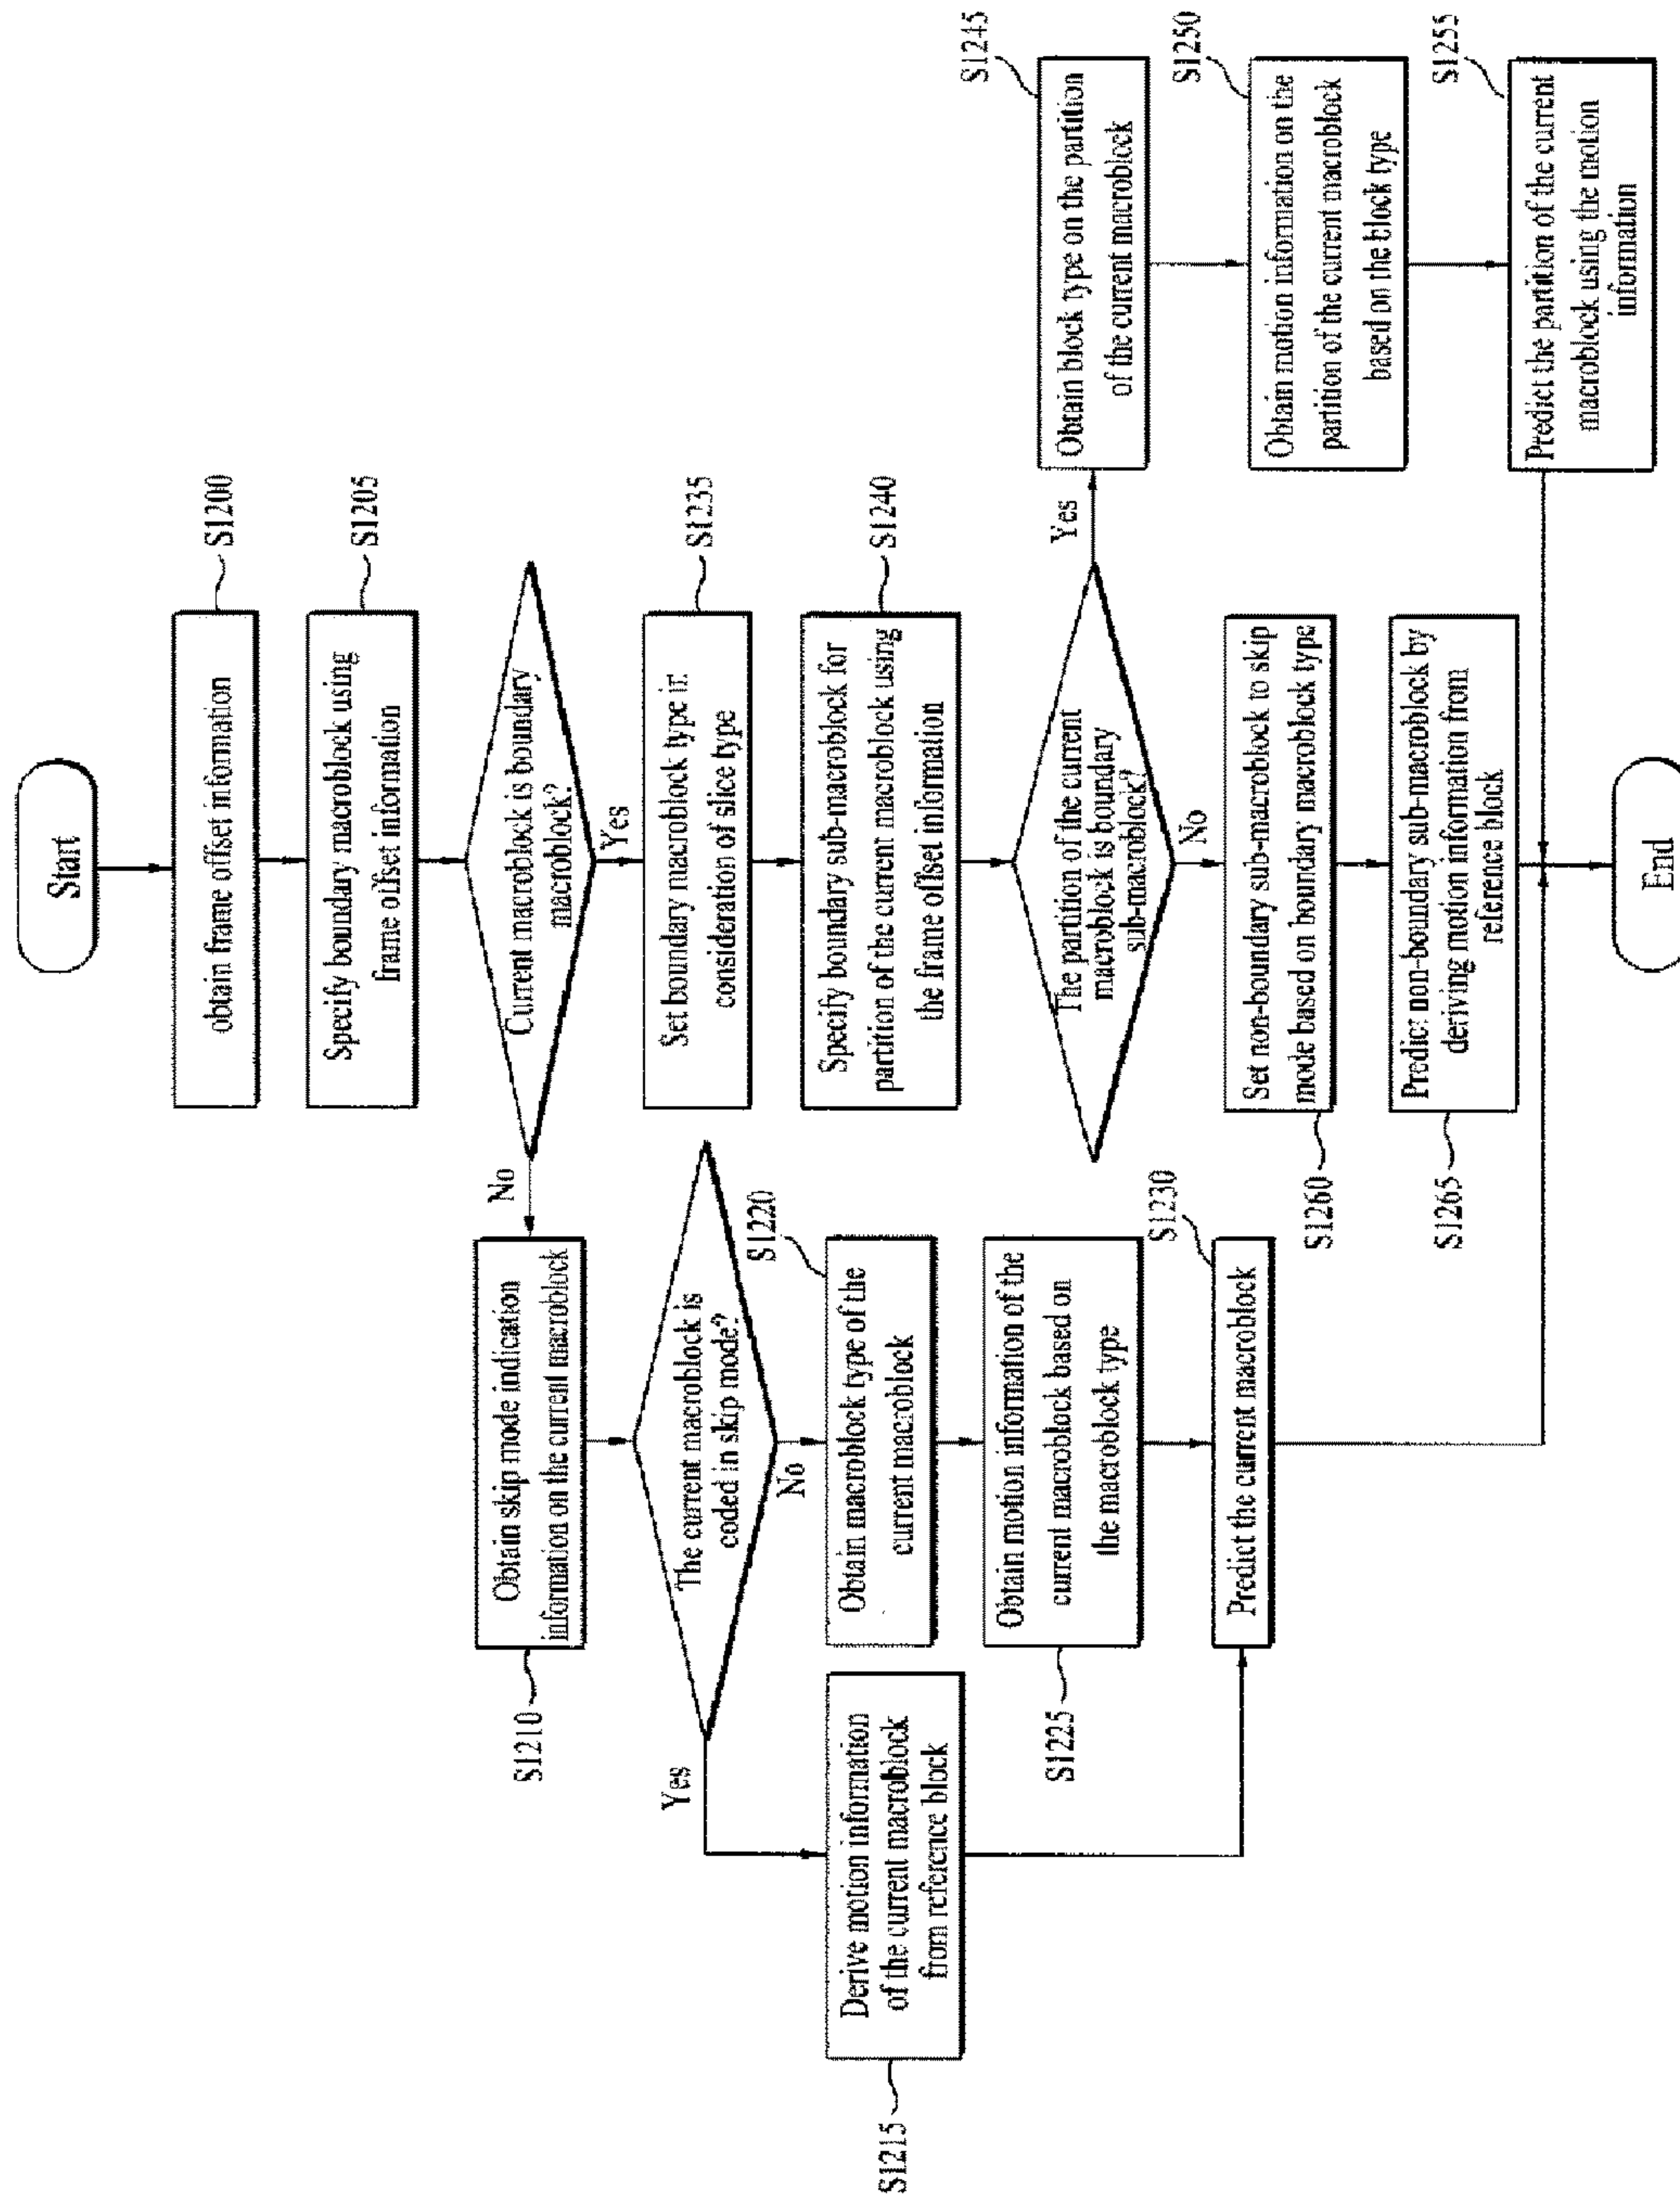 Start
obtain frame offset information
S1200
Specify boundary macroblock using
frame offset information
S1205
Current macroblock is boundary
macroblock?
No
Yes
Obtain skip mode indication
information on the current macroblock
S1210
The current macroblock is
coded in skip mode?
Yes
No
Derive motion information
of the current macroblock
from reference block
S1215
Obtain macroblock type of the
current macroblock
S1220
Obtain motion information of the
current macroblock based on
the macroblock type
S1225
Predict the current macroblock
S1230
Set boundary macroblock type in
consideration of slice type
S1235
Specify boundary sub-macroblock for
partition of the current macroblock using
the frame offset information
S1240
The partition of the current
macroblock is boundary
sub-macroblock?
Yes
No
Obtain block type on the partition
of the current macroblock
S1245
Obtain motion information on the
partition of the current macroblock
based on the block type
S1250
Predict the partition of the current
macroblock using the motion
information
S1255
Set non-boundary sub-macroblock to skip
mode based on boundary macroblock type
S1260
Predict non-boundary sub-macroblock by
deriving motion information from
reference block
S1265
End